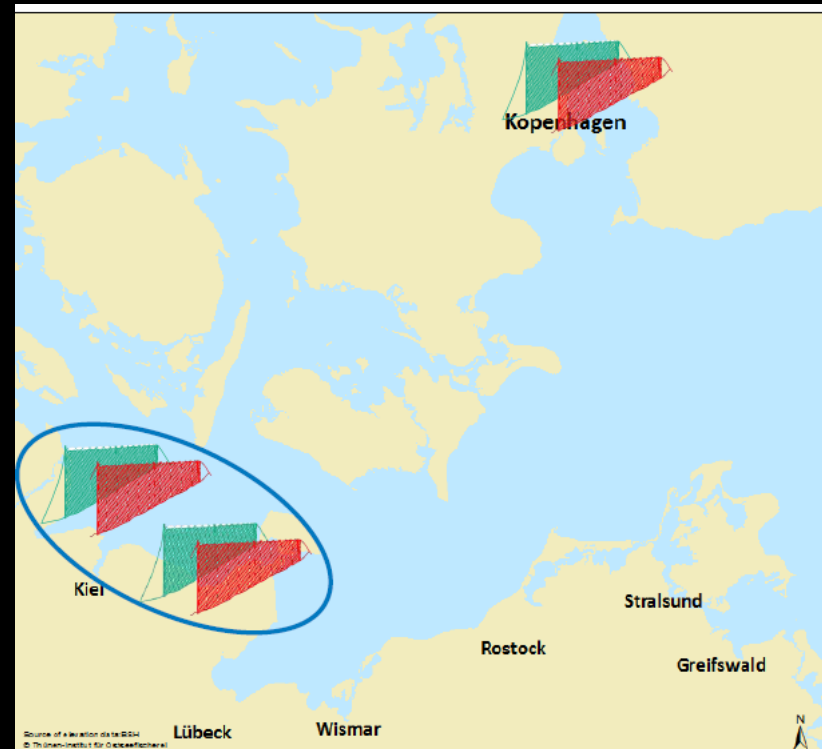 Kopenhagen
Kiel
Stralsund
Rostock
Greifswald
Lübeck
Wismar
N
Source of elevation data:BSH
© Thünen-Institut für Ostseefischerei